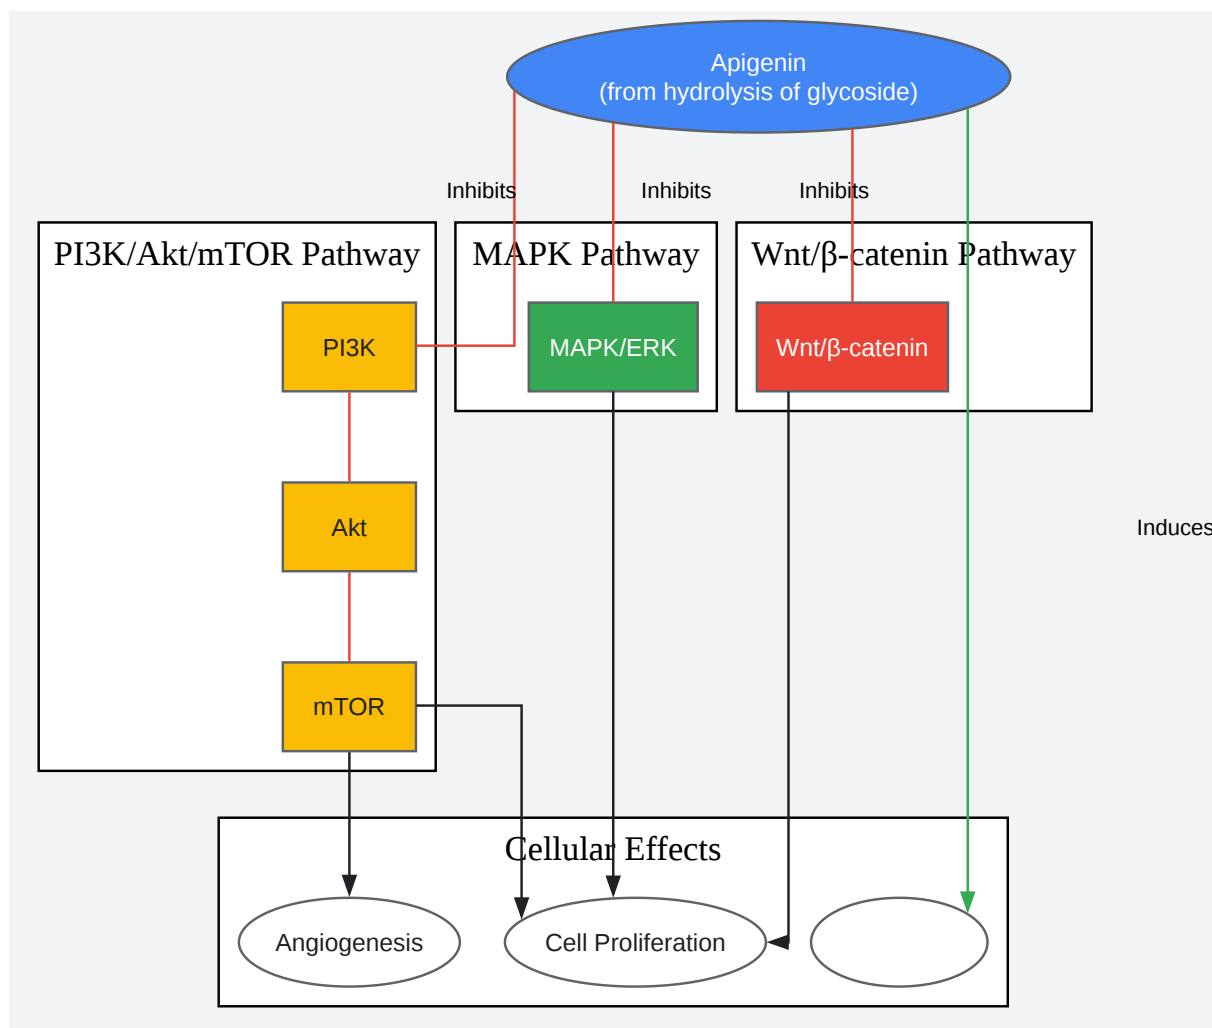 Apigenin
(from hydrolysis of glycoside)
Inhibits
Inhibits
Inhibits
PI3K/Akt/mTOR Pathway
MAPK Pathway
Wnt/β-catenin Pathway
PI3K
MAPK/ERK
Wnt/β-catenin
Akt
Induces
mTOR
Cellular Effects
Angiogenesis
Cell Proliferation